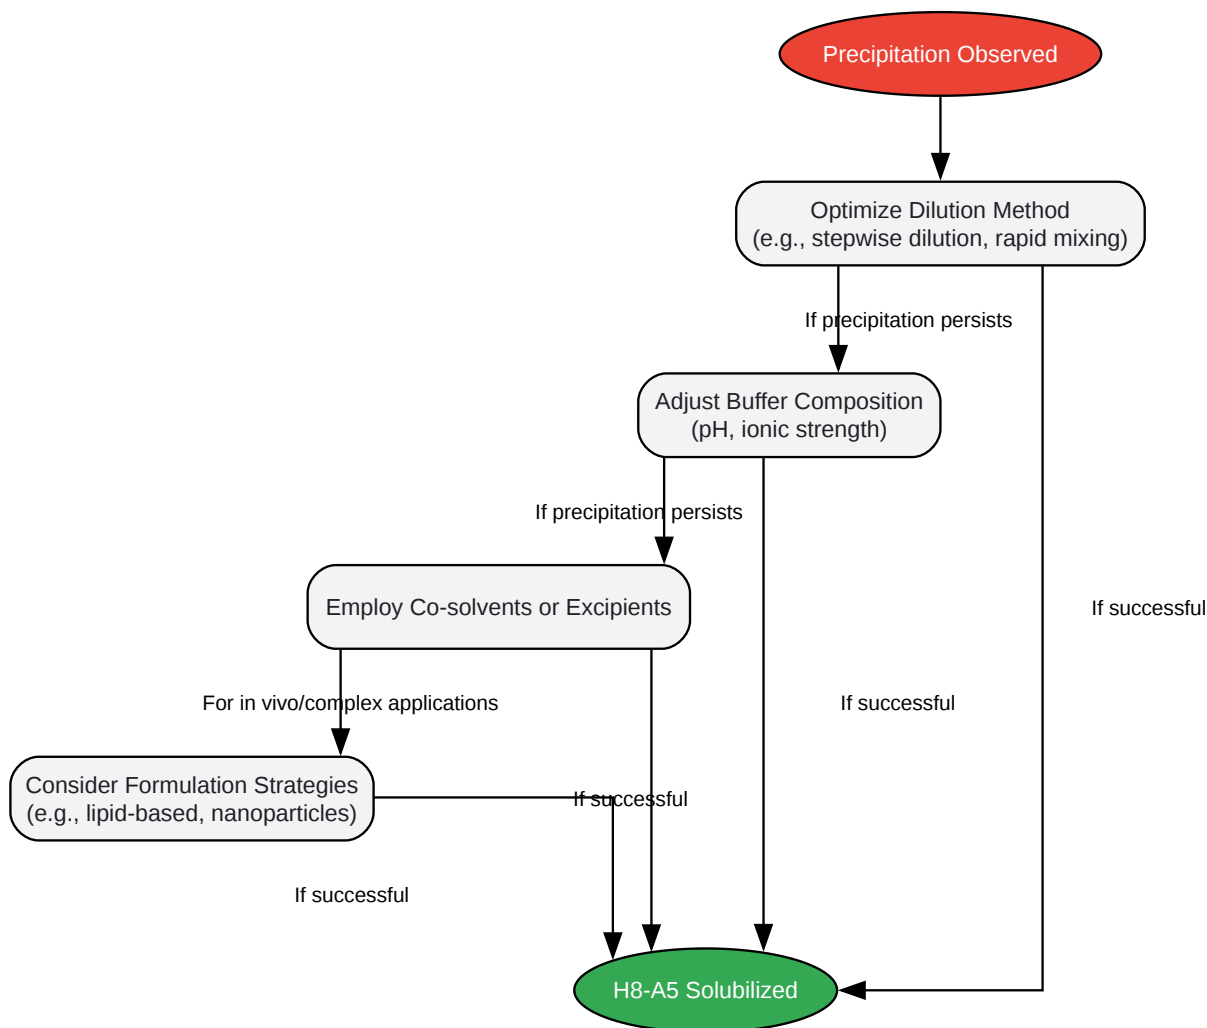 Precipitation Observed
Optimize Dilution Method
(e.g., stepwise dilution, rapid mixing)
If precipitation persists
Adjust Buffer Composition
(pH, ionic strength)
If precipitation persists
Employ Co-solvents or Excipients
If successful
For in vivo/complex applications
If successful
Consider Formulation Strategies
(e.g., lipid-based, nanoparticles)
If successful
If successful
H8-A5 Solubilized